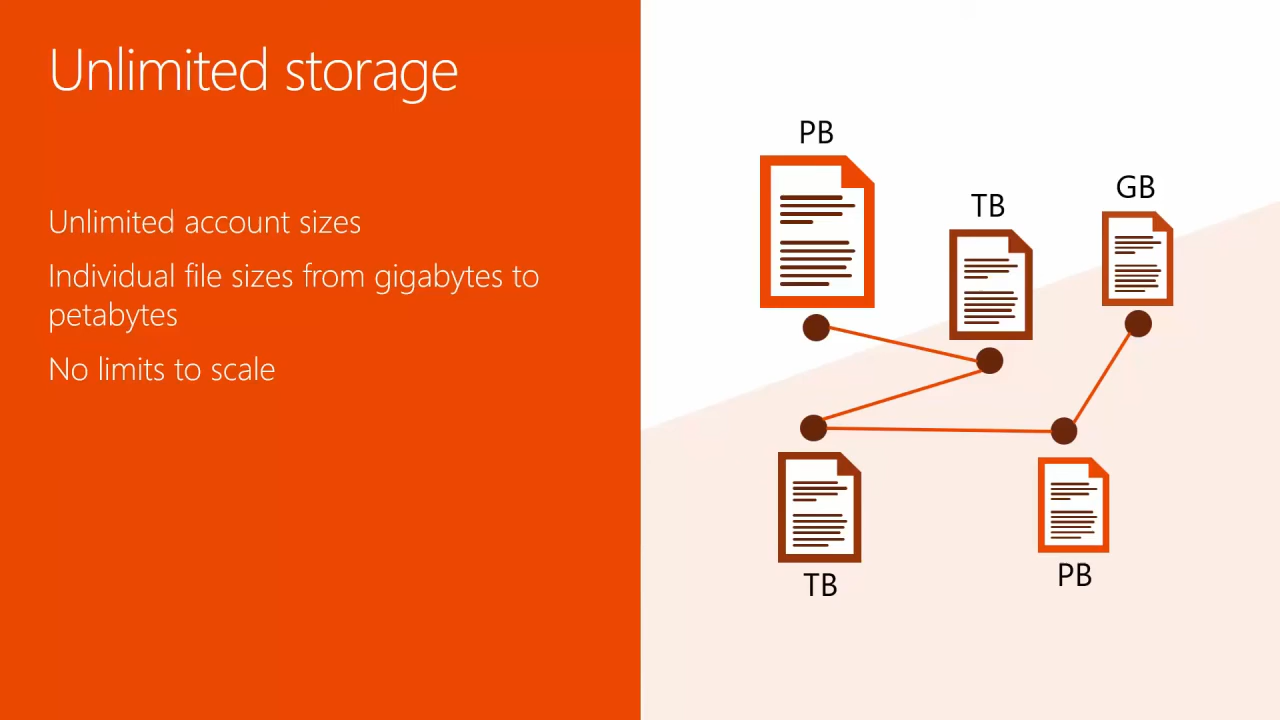 Unlimited storage
Unlimited account sizes
Individual file sizes from gigabytes to
petabytes
No limits to scale
PB
TB
GB
TB
PB